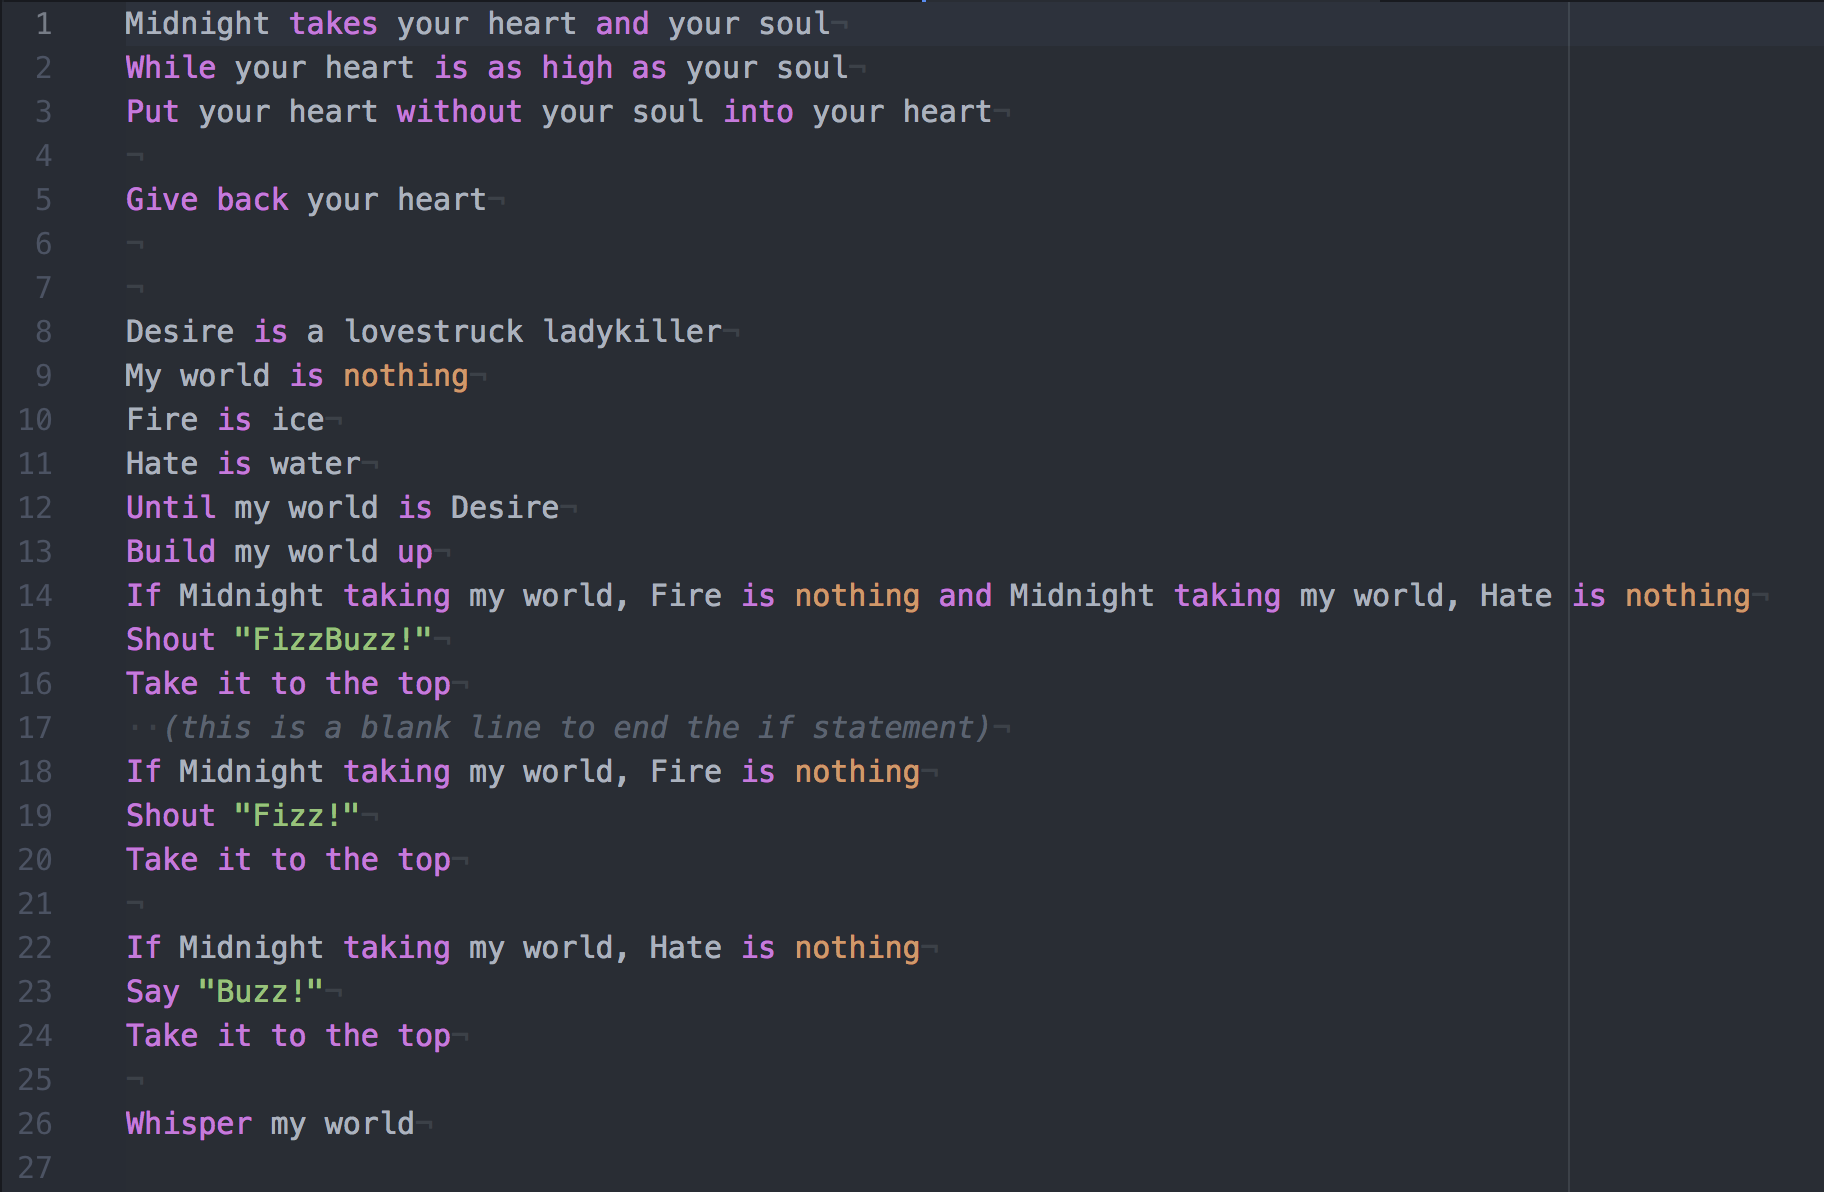 1 Midnight takes your heart and your soul¬
2 While your heart is as high as your soul¬
3 Put your heart without your soul into your heart¬
4 ¬
5 Give back your heart¬
6 ¬
7 ¬
8 Desire is a lovestruck ladykiller¬
9 My world is nothing¬
10 Fire is ice¬
11 Hate is water¬
12 Until my world is Desire¬
13 Build my world up¬
14 If Midnight taking my world, Fire is nothing and Midnight taking my world, Hate is nothing¬
15 Shout "FizzBuzz!"¬
16 Take it to the top¬
17 ··(this is a blank line to end the if statement)¬
18 If Midnight taking my world, Fire is nothing¬
19 Shout "Fizz!"¬
20 Take it to the top¬
21 ¬
22 If Midnight taking my world, Hate is nothing¬
23 Say "Buzz!"¬
24 Take it to the top¬
25 ¬
26 Whisper my world¬
27